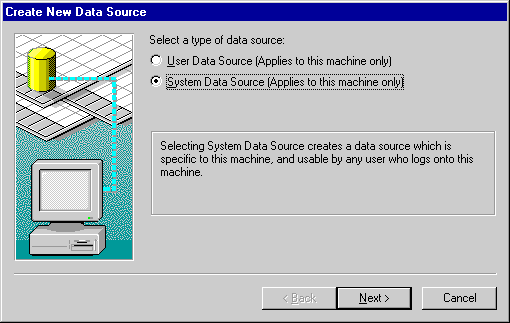 Create New Data Source
Select a type of data source:
User Data Source (Applies to this machine only)
System Data Source (Applies to this machine only)
Selecting System Data Source creates a data source which is
specific to this machine, and usable by any user who logs onto this
machine.
< Back
Next >
Cancel